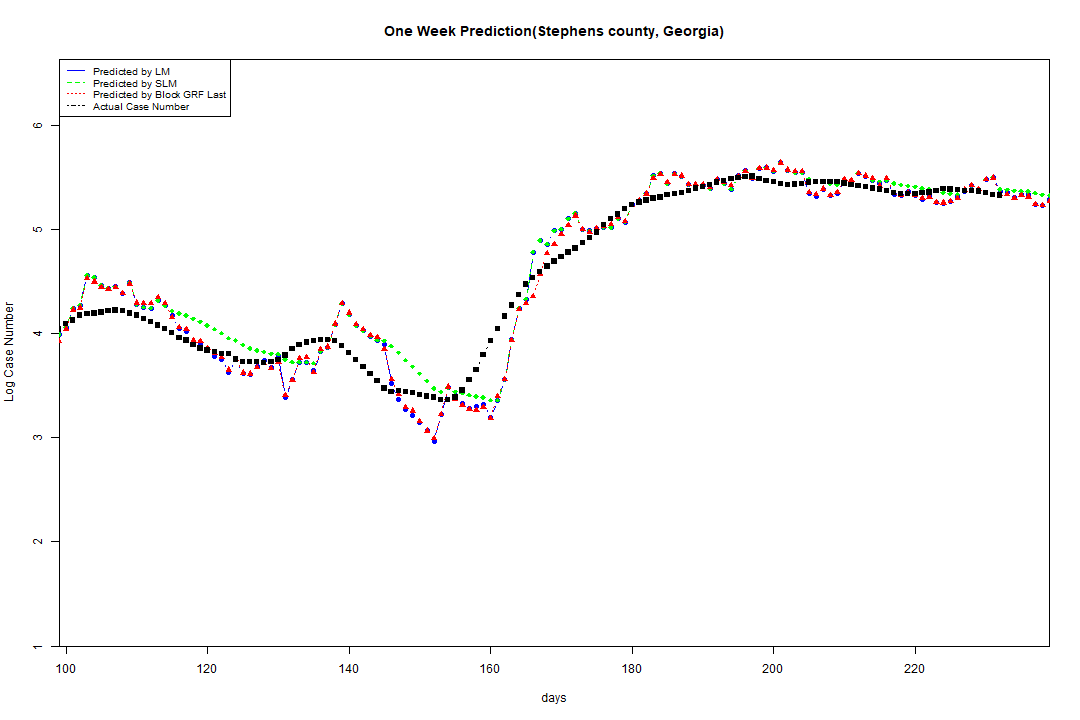 One Week Prediction(Stephens county, Georgia)
Predicted by LM
Predicted by SLM
Predicted by Block GRF Last
Actual Case Number
6
5
4
3
2
1
Log Case Number
100 120 140 160 180 200 220
days